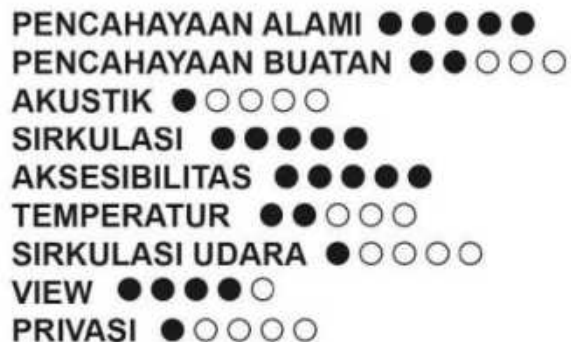 PENCAHAYAAN ALAMI ●●●●●
PENCAHAYAAN BUATAN ●●○○○
AKUSTIK ●○○○○
SIRKULASI ●●●●●
AKSESIBILITAS ●●●●●
TEMPERATUR ●●○○○
SIRKULASI UDARA ●○○○○
VIEW ●●●●○
PRIVASI ●○○○○